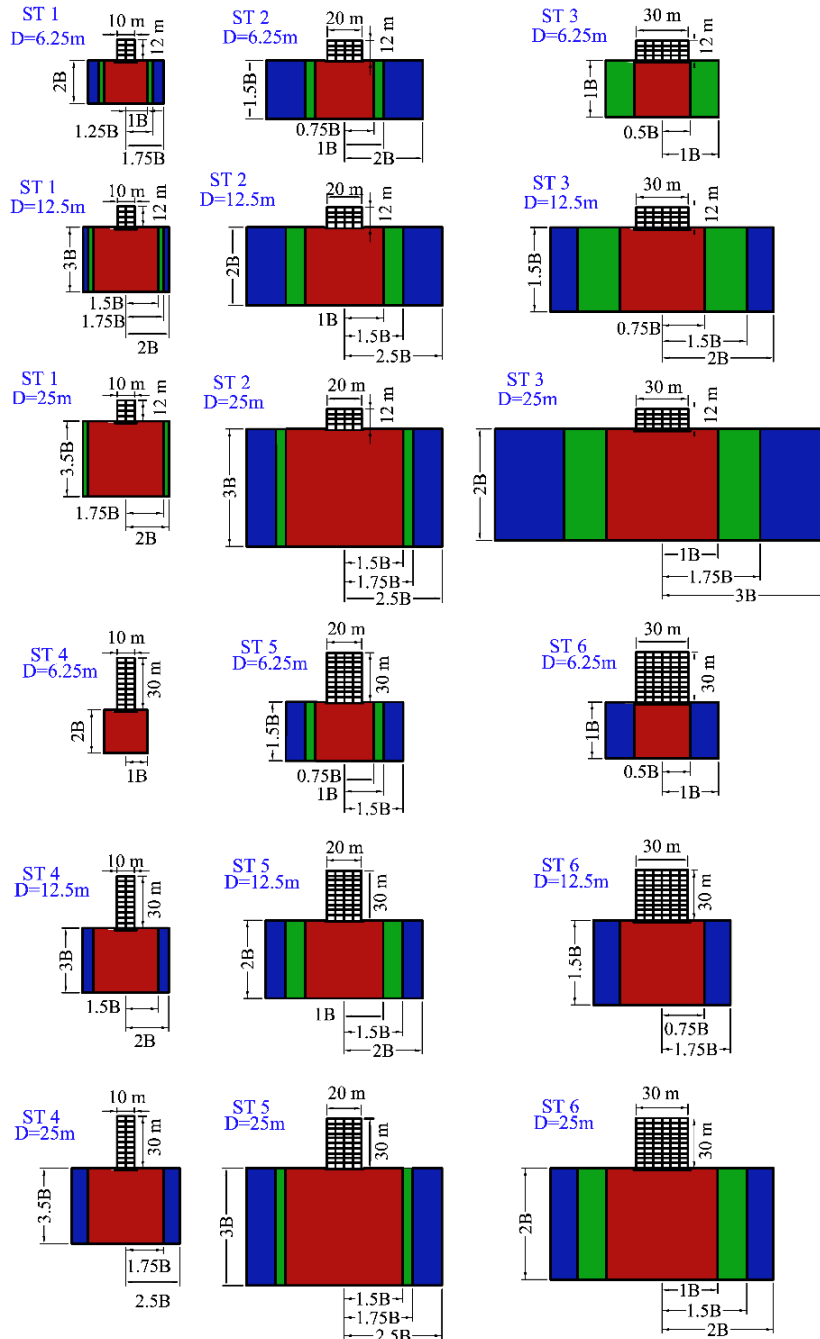 ST 1
D=6.25m
10 m
12 m
2B
1B
1.25B
1.75B
ST 2
D=6.25m
20 m
12 m
1.5B
0.75B
1B
2B
ST 3
D=6.25m
30 m
12 m
1B
0.5B
1B
ST 1
D=12.5m
10 m
12 m
3B
1.5B
1.75B
2B
ST 2
D=12.5m
20 m
12 m
2B
1B
1.5B
2.5B
ST 3
D=12.5m
30 m
12 m
1.5B
0.75B
1.5B
2B
ST 1
D=25m
10 m
12 m
3.5B
1.75B
2B
ST 2
D=25m
20 m
12 m
3B
1.5B
1.75B
2.5B
ST 3
D=25m
30 m
12 m
2B
1B
1.75B
3B
ST 4
D=6.25m
10 m
30 m
2B
1B
ST 5
D=6.25m
20 m
30 m
1.5B
0.75B
1B
1.5B
ST 6
D=6.25m
30 m
30 m
1B
0.5B
1B
ST 4
D=12.5m
10 m
30 m
3B
1.5B
2B
ST 5
D=12.5m
20 m
30 m
2B
1B
1.5B
2B
ST 6
D=12.5m
30 m
30 m
1.5B
0.75B
1.75B
ST 4
D=25m
10 m
30 m
3.5B
1.75B
2.5B
ST 5
D=25m
20 m
30 m
3B
1.5B
1.75B
2.5B
ST 6
D=25m
30 m
30 m
2B
1B
1.5B
2B